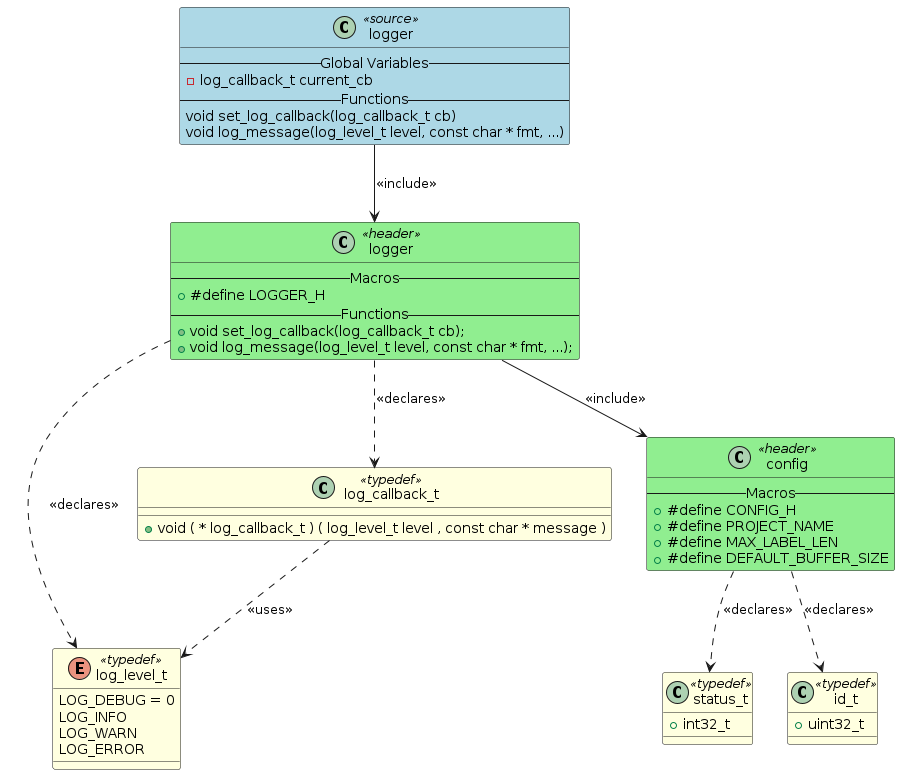 C «source»
logger
Global Variables
log_callback_t current_cb
Functions
void set_log_callback(log_callback_t cb)
void log_message(log_level_t level, const char * fmt, ...)
«include»
C «header»
logger
Macros
#define LOGGER_H
Functions
void set_log_callback(log_callback_t cb);
void log_message(log_level_t level, const char * fmt, ...);
«declares»
«include»
«declares»
C «typedef»
log_callback_t
void ( * log_callback_t ) ( log_level_t level , const char * message )
C «header»
config
Macros
#define CONFIG_H
#define PROJECT_NAME
#define MAX_LABEL_LEN
#define DEFAULT_BUFFER_SIZE
«uses»
«declares»
«declares»
E «typedef»
log_level_t
LOG_DEBUG = 0
LOG_INFO
LOG_WARN
LOG_ERROR
C «typedef»
status_t
int32_t
C «typedef»
id_t
uint32_t